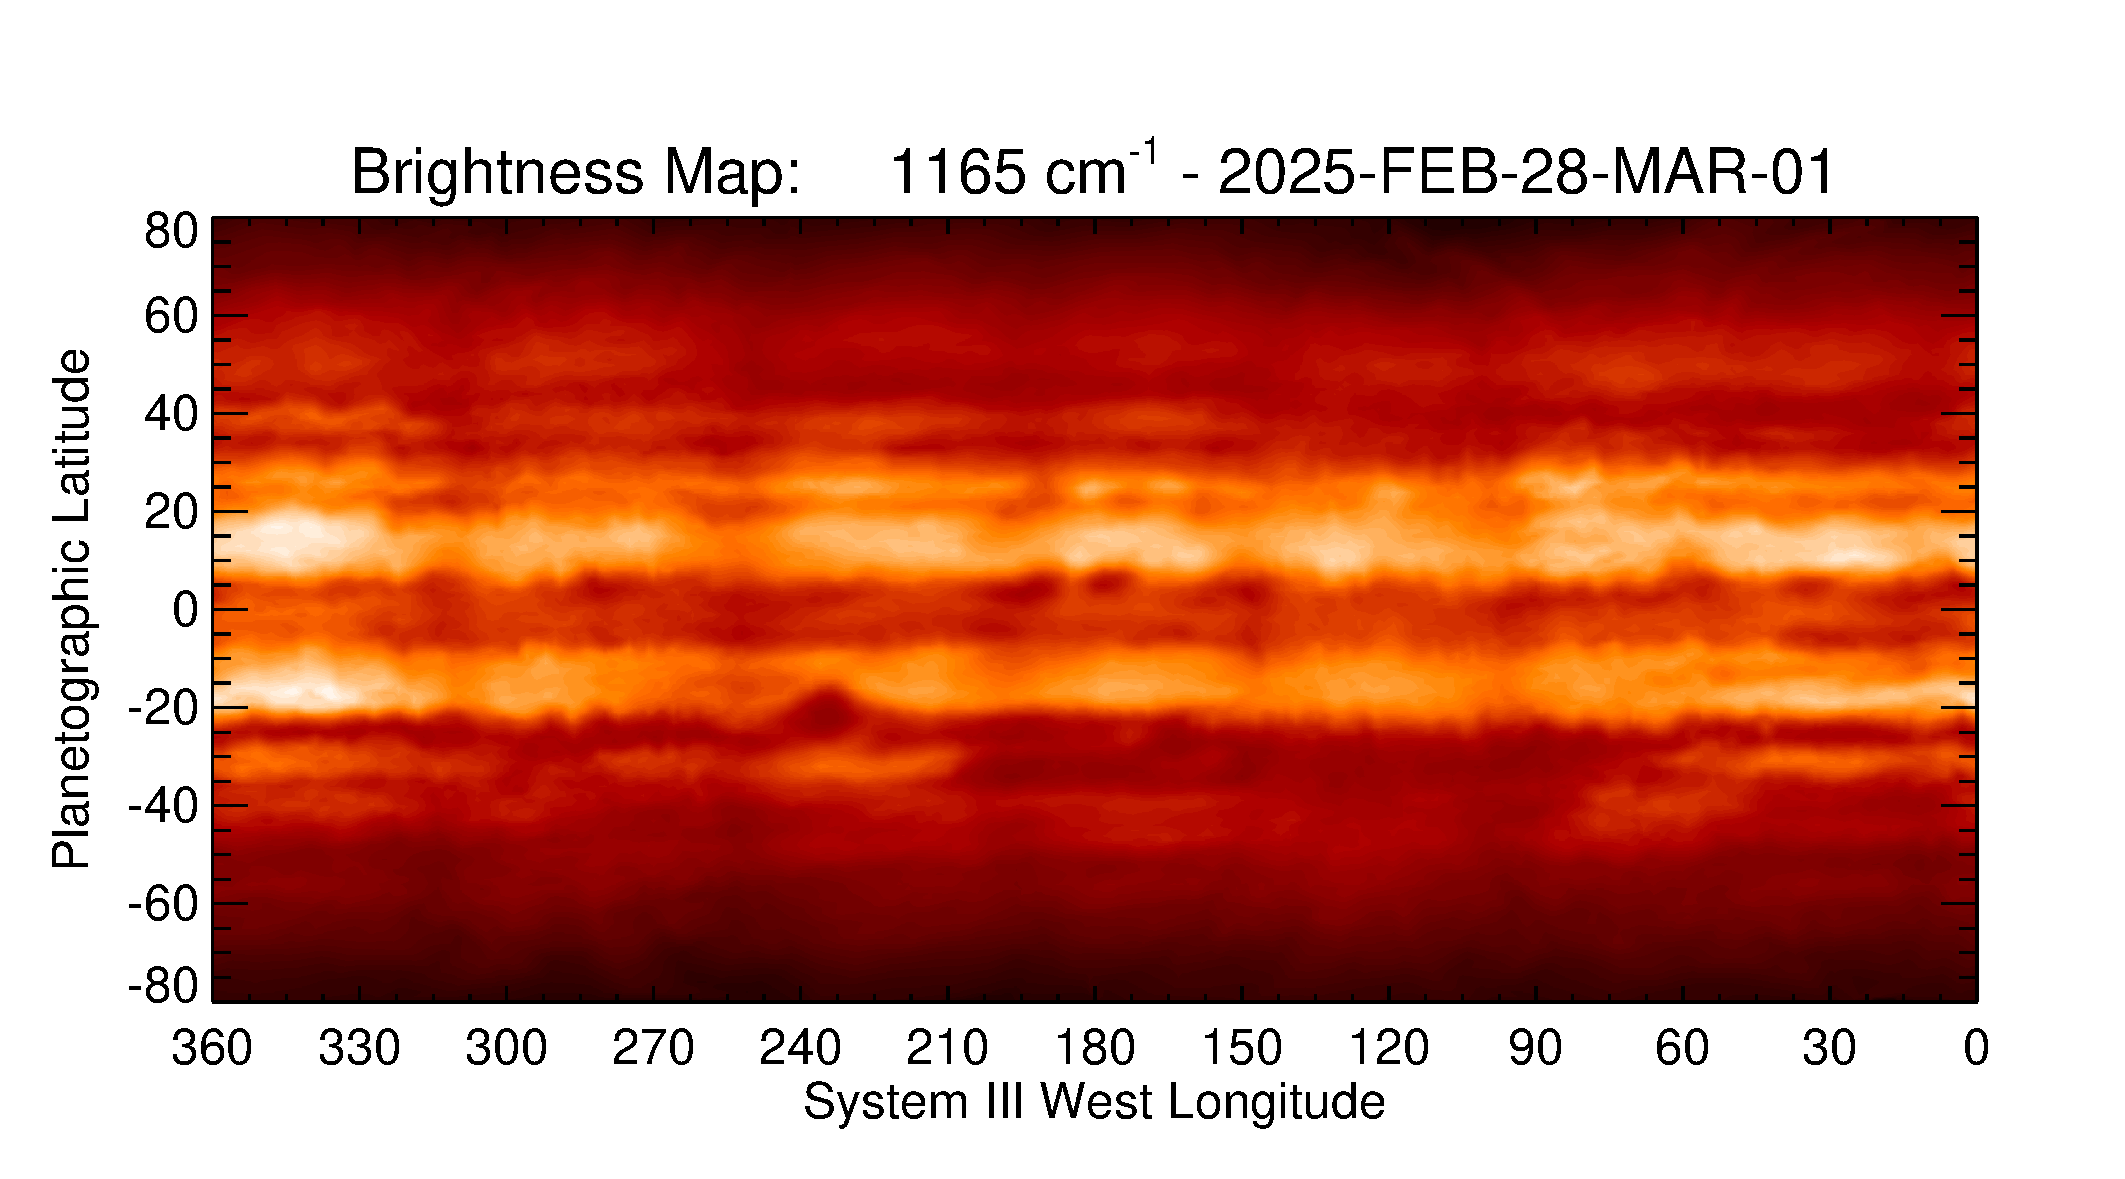 Brightness Map: 1165 cm⁻¹ - 2025-FEB-28-MAR-01
Planetographic Latitude
80
60
40
20
0
-20
-40
-60
-80
360 330 300 270 240 210 180 150 120 90 60 30 0
System III West Longitude